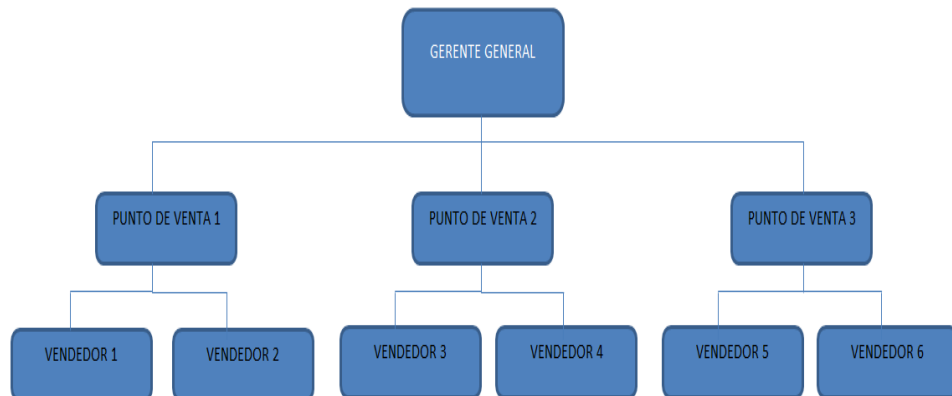 GERENTE GENERAL
PUNTO DE VENTA 1
PUNTO DE VENTA 2
PUNTO DE VENTA 3
VENDEDOR 1
VENDEDOR 2
VENDEDOR 3
VENDEDOR 4
VENDEDOR 5
VENDEDOR 6